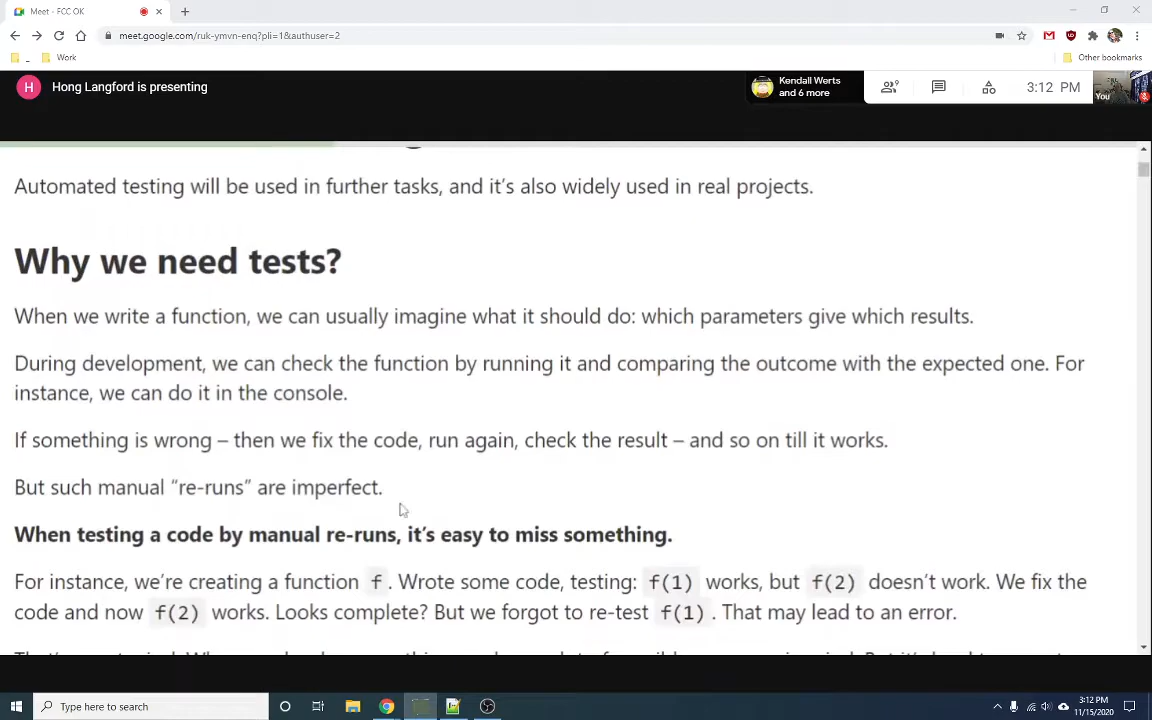 Meet - FCC OK
meet.google.com/ruk-ymvn-enq?pli=1&authuser=2
_
Work
Other bookmarks
H
Hong Langford is presenting
Kendall Werts
and 6 more
3:12 PM
You
Automated testing will be used in further tasks, and it's also widely used in real projects.
Why we need tests?
When we write a function, we can usually imagine what it should do: which parameters give which results.
During development, we can check the function by running it and comparing the outcome with the expected one. For
instance, we can do it in the console.
If something is wrong – then we fix the code, run again, check the result – and so on till it works.
But such manual “re-runs” are imperfect.
When testing a code by manual re-runs, it's easy to miss something.
For instance, we're creating a function f. Wrote some code, testing: f(1) works, but f(2) doesn't work. We fix the
code and now f(2) works. Looks complete? But we forgot to re-test f(1). That may lead to an error.
Type here to search
3:12 PM
11/15/2020